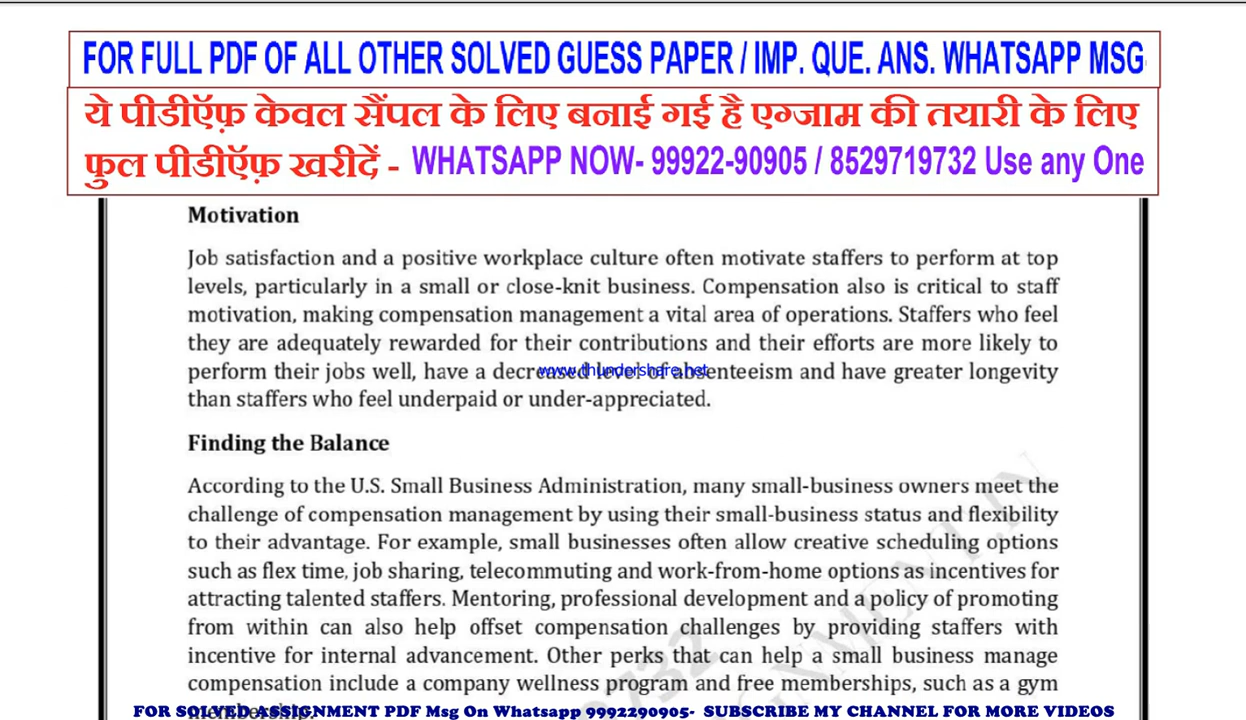 FOR FULL PDF OF ALL OTHER SOLVED GUESS PAPER / IMP. QUE. ANS. WHATSAPP MSG
ये पीडीऍफ़ केवल सैंपल के लिए बनाई गई है एग्जाम की तयारी के लिए
फुल पीडीऍफ़ खरीदें - WHATSAPP NOW- 99922-90905 / 8529719732 Use any One
Motivation
Job satisfaction and a positive workplace culture often motivate staffers to perform at top
levels, particularly in a small or close-knit business. Compensation also is critical to staff
motivation, making compensation management a vital area of operations. Staffers who feel
they are adequately rewarded for their contributions and their efforts are more likely to
perform their jobs well, have a decreased level of absenteeism and have greater longevity
www.thundershare.net
than staffers who feel underpaid or under-appreciated.
Finding the Balance
According to the U.S. Small Business Administration, many small-business owners meet the
challenge of compensation management by using their small-business status and flexibility
to their advantage. For example, small businesses often allow creative scheduling options
such as flex time, job sharing, telecommuting and work-from-home options as incentives for
attracting talented staffers. Mentoring, professional development and a policy of promoting
from within can also help offset compensation challenges by providing staffers with
incentive for internal advancement. Other perks that can help a small business manage
compensation include a company wellness program and free memberships, such as a gym
membership.
FOR SOLVED ASSIGNMENT PDF Msg On Whatsapp 9992290905- SUBSCRIBE MY CHANNEL FOR MORE VIDEOS